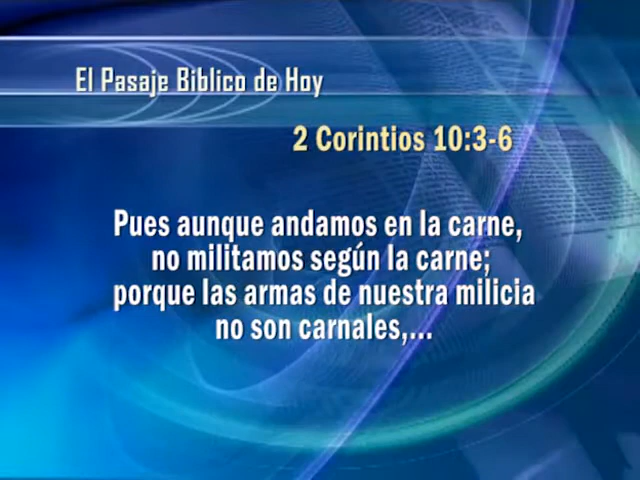 El Pasaje Bíblico de Hoy
2 Corintios 10:3-6
Pues aunque andamos en la carne,
no militamos según la carne;
porque las armas de nuestra milicia
no son carnales,...